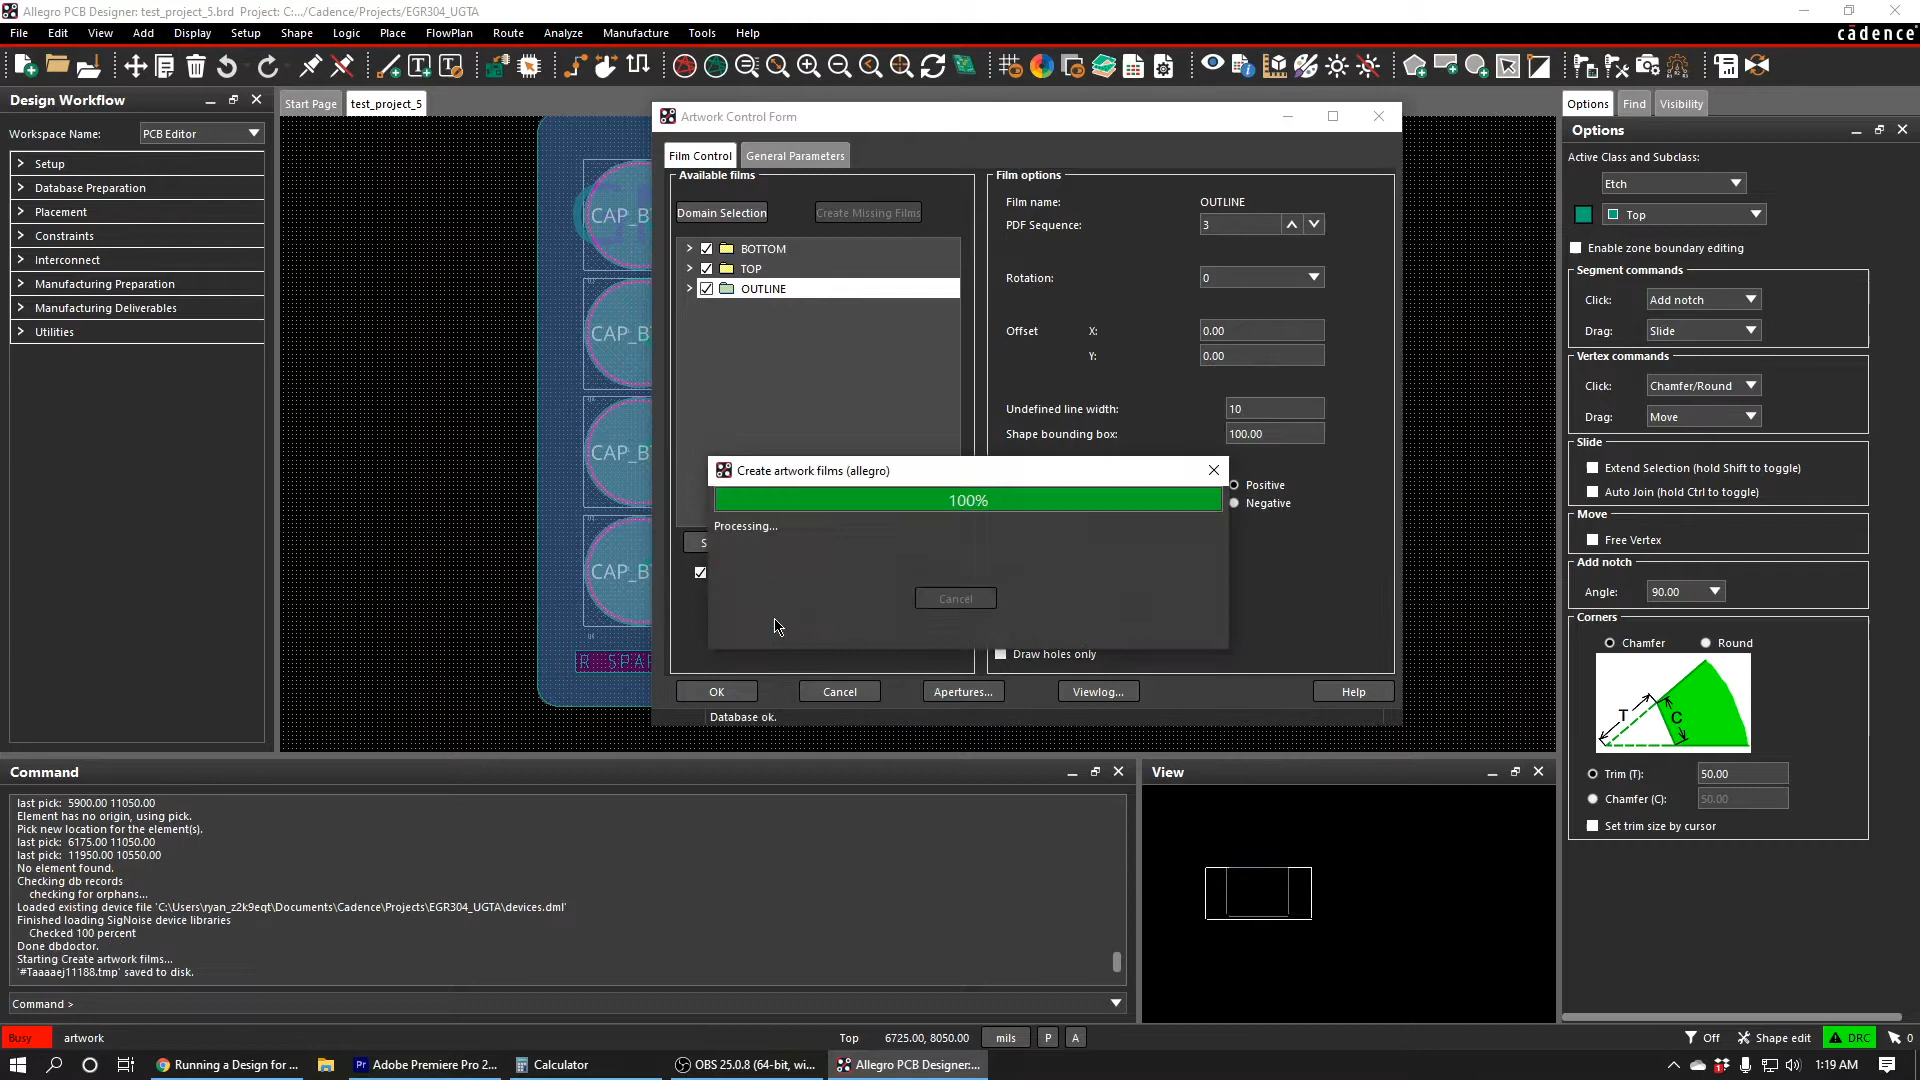 Allegro PCB Designer: test_project_5.brd  Project: C:.../Cadence/Projects/EGR304_UGTA
File Edit View Add Display Setup Shape Logic Place FlowPlan Route Analyze Manufacture Tools Help
cadence
Design Workflow
Workspace Name: PCB Editor
Setup
Database Preparation
Placement
Constraints
Interconnect
Manufacturing Preparation
Manufacturing Deliverables
Utilities
Start Page test_project_5
CAP_B
CAP_B
CAP_B
CAP_B
R SPA
Artwork Control Form
Film Control General Parameters
Available films
Domain Selection Create Missing Films
BOTTOM
TOP
OUTLINE
S
Film options
Film name: OUTLINE
PDF Sequence: 3
Rotation: 0
Offset X: 0.00
Y: 0.00
Undefined line width: 10
Shape bounding box: 100.00
Positive
Negative
Draw holes only
Create artwork films (allegro)
100%
Processing...
Cancel
OK Cancel Apertures... Viewlog... Help
Database ok.
Options Find Visibility
Options
Active Class and Subclass:
Etch
Top
Enable zone boundary editing
Segment commands
Click: Add notch
Drag: Slide
Vertex commands
Click: Chamfer/Round
Drag: Move
Slide
Extend Selection (hold Shift to toggle)
Auto Join (hold Ctrl to toggle)
Move
Free Vertex
Add notch
Angle: 90.00
Corners
Chamfer Round
T
C
Trim (T): 50.00
Chamfer (C): 50.00
Set trim size by cursor
Command
last pick:  5900.00 11050.00
Element has no origin, using pick.
Pick new location for the element(s).
last pick:  6175.00 11050.00
last pick:  11950.00 10550.00
No element found.
Checking db records
checking for orphans...
Loaded existing device file 'C:\Users\ryan_z2k9eqt\Documents\Cadence\Projects\EGR304_UGTA\devices.dml'
Finished loading SigNoise device libraries
Checked 100 percent
Done dbdoctor.
Starting Create artwork films...
'#Taaaaej11188.tmp' saved to disk.
Command >
View
Busy artwork Top 6725.00, 8050.00 mils P A Off Shape edit DRC 0
Running a Design for ... Adobe Premiere Pro 2... Calculator OBS 25.0.8 (64-bit, wi... Allegro PCB Designer:... 1:19 AM